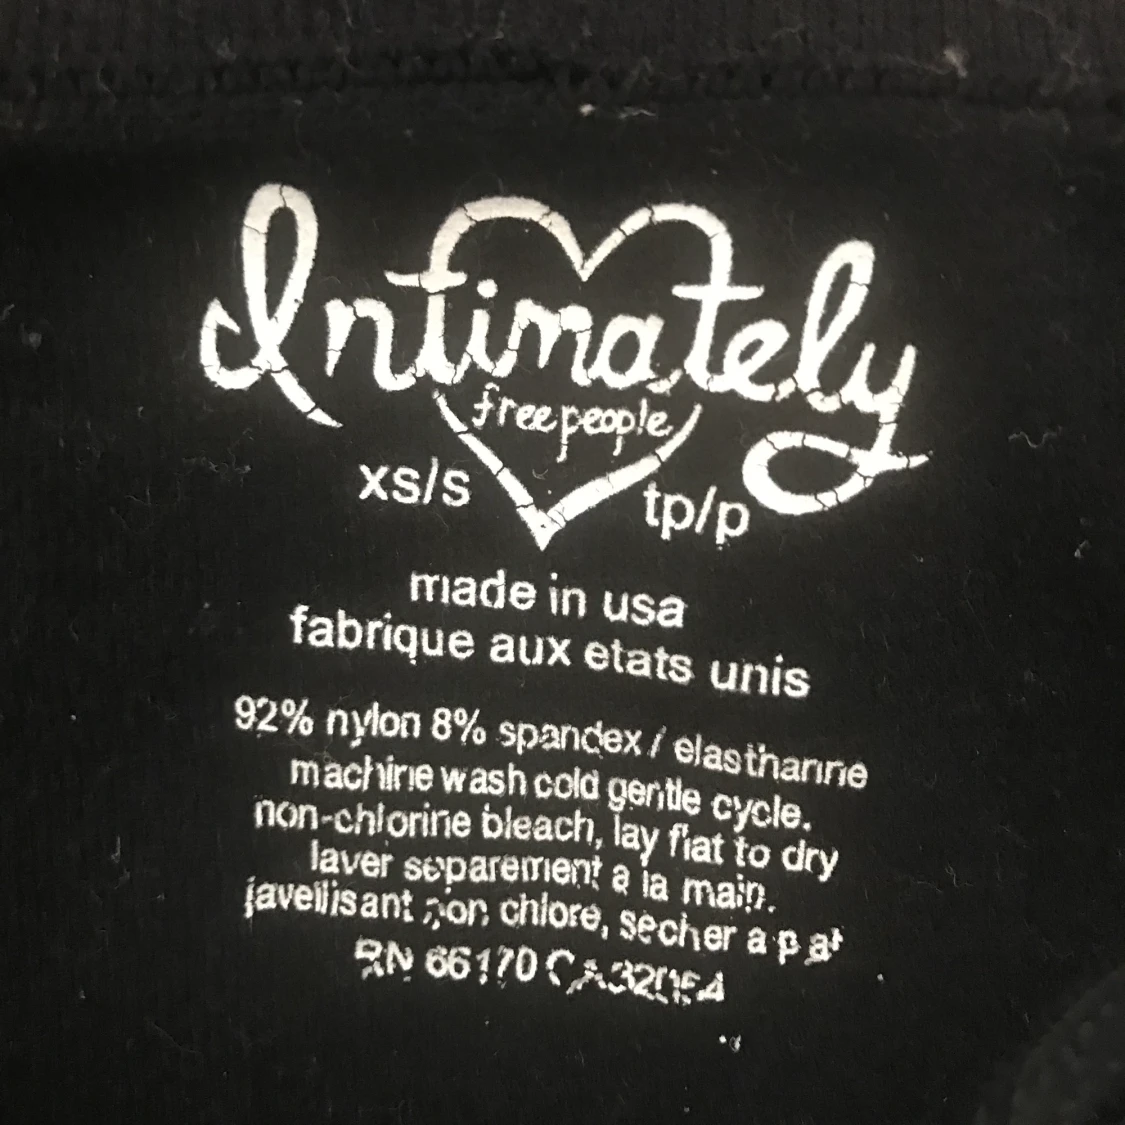 Intimately
free people
xs/s tp/p
made in usa
fabrique aux etats unis
92% nylon 8% spandex / elasthanne
machine wash cold gentle cycle.
non-chlorine bleach, lay flat to dry
laver separement a la main.
javellisant non chlore, secher a plat
RN 66170